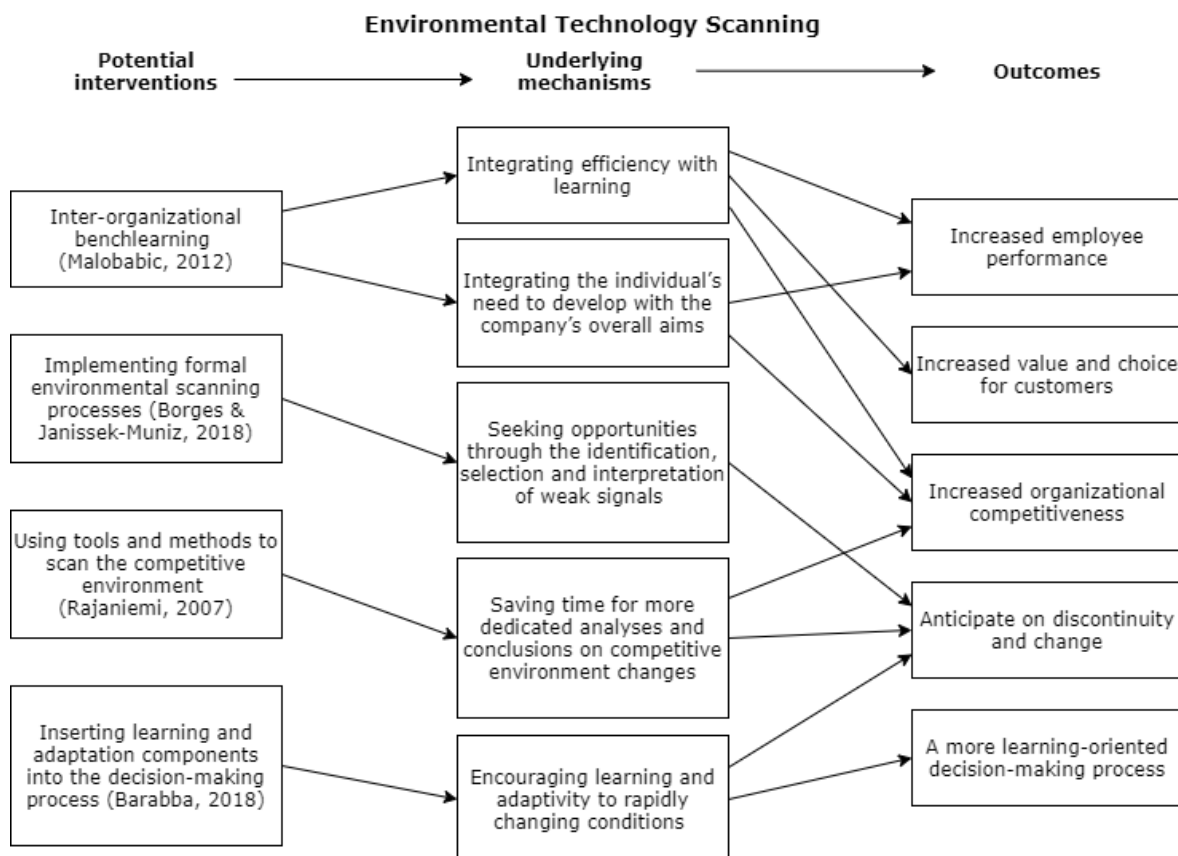 Environmental Technology Scanning
Potential
interventions
Underlying
mechanisms
Outcomes
Inter-organizational
benchlearning
(Malobabic, 2012)
Implementing formal
environmental scanning
processes (Borges &
Janissek-Muniz, 2018)
Using tools and methods to
scan the competitive
environment
(Rajaniemi, 2007)
Inserting learning and
adaptation components
into the decision-making
process (Barabba, 2018)
Integrating efficiency with
learning
Integrating the individual's
need to develop with the
company's overall aims
Seeking opportunities
through the identification,
selection and interpretation
of weak signals
Saving time for more
dedicated analyses and
conclusions on competitive
environment changes
Encouraging learning and
adaptivity to rapidly
changing conditions
Increased employee
performance
Increased value and choice
for customers
Increased organizational
competitiveness
Anticipate on discontinuity
and change
A more learning-oriented
decision-making process